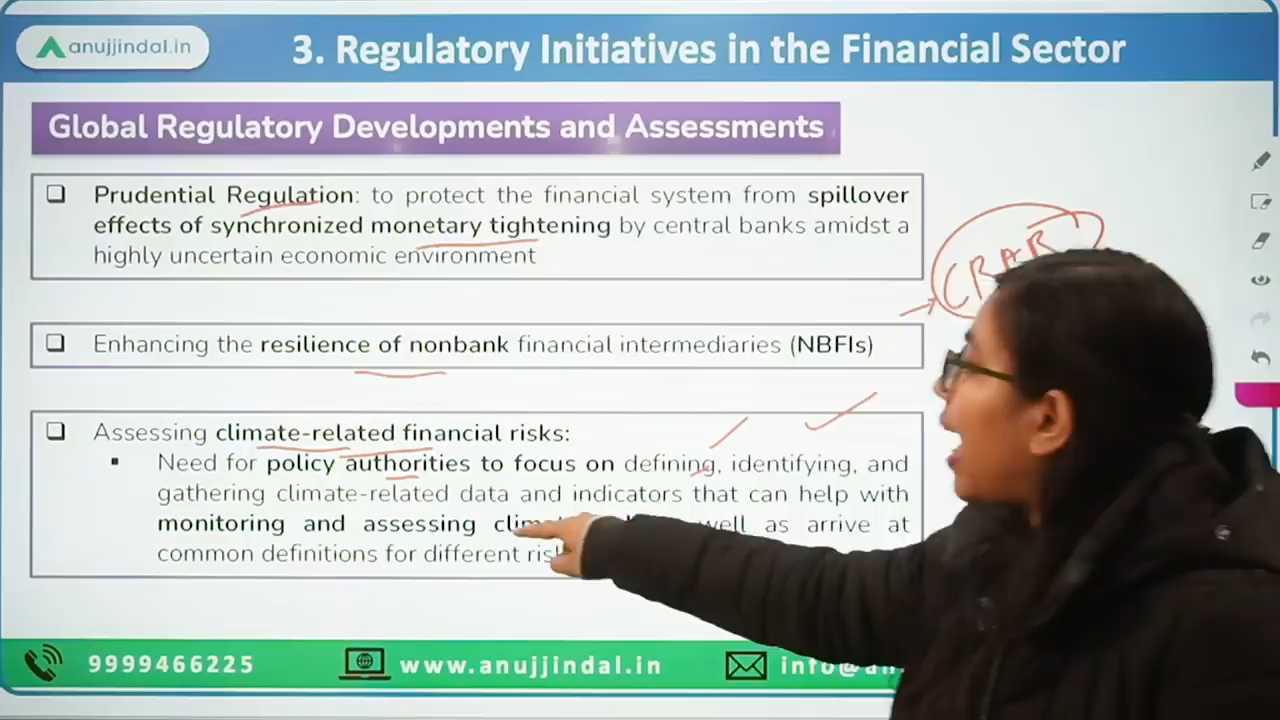 anujjindal.in
3. Regulatory Initiatives in the Financial Sector
Global Regulatory Developments and Assessments
Prudential Regulation: to protect the financial system from spillover
effects of synchronized monetary tightening by central banks amidst a
highly uncertain economic environment
CRAR
Enhancing the resilience of nonbank financial intermediaries (NBFIs)
Assessing climate-related financial risks:
Need for policy authorities to focus on defining, identifying, and
gathering climate-related data and indicators that can help with
monitoring and assessing well as arrive at
common definitions for different
9999466225
www.anujjindal.in